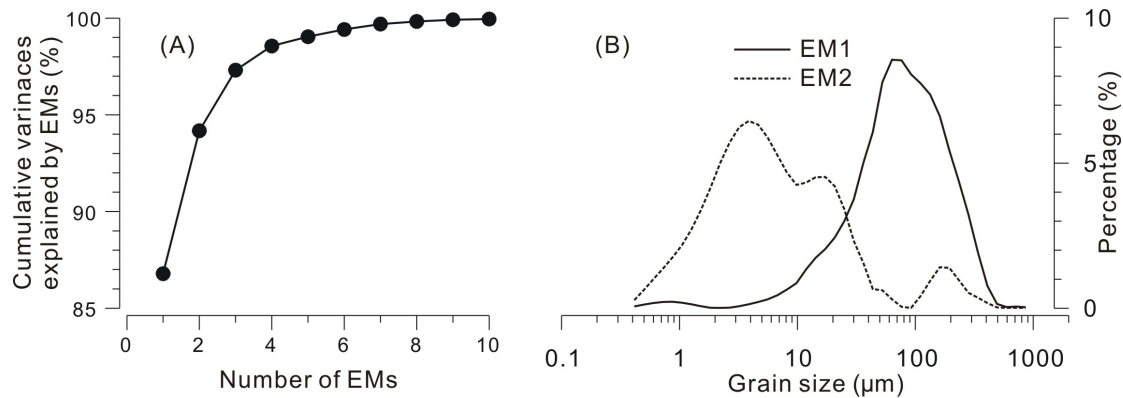 (A)
Cumulative varinaces
explained by EMs (%)
100
95
90
85
0 2 4 6 8 10
Number of EMs
(B)
EM1
EM2
10
5
0
Percentage (%)
0.1 1 10 100 1000
Grain size (μm)